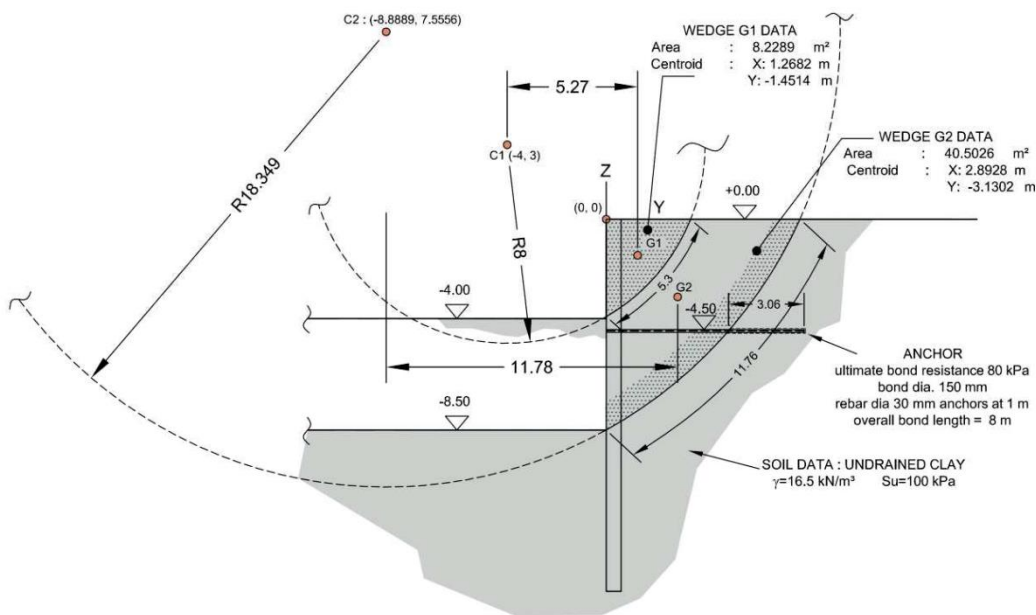 C2 : (-8.8889, 7.5556)
WEDGE G1 DATA
Area : 8.2289 m²
Centroid : X: 1.2682 m
Y: -1.4514 m
5.27
WEDGE G2 DATA
Area : 40.5026 m²
Centroid : X: 2.8928 m
Y: -3.1302 m
C1 (-4, 3)
R18.349
Z
+0.00
(0, 0)
Y
G1
R8
5.3
G2
-4.00
-4.50
3.06
11.78
11.76
ANCHOR
ultimate bond resistance 80 kPa
bond dia. 150 mm
rebar dia 30 mm anchors at 1 m
overall bond length = 8 m
-8.50
SOIL DATA : UNDRAINED CLAY
γ=16.5 kN/m³ Su=100 kPa